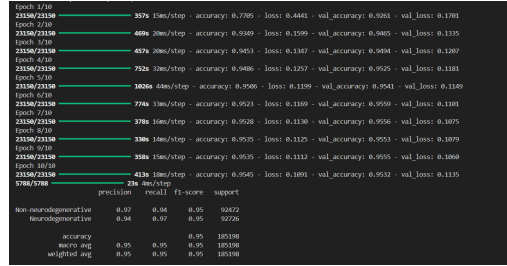 Epoch 1/10
23150/23150 357s 15ms/step - accuracy: 0.7705 - loss: 0.4441 - val_accuracy: 0.9261 - val_loss: 0.1701
Epoch 2/10
23150/23150 469s 20ms/step - accuracy: 0.9349 - loss: 0.1599 - val_accuracy: 0.9465 - val_loss: 0.1335
Epoch 3/10
23150/23150 457s 20ms/step - accuracy: 0.9453 - loss: 0.1347 - val_accuracy: 0.9494 - val_loss: 0.1207
Epoch 4/10
23150/23150 752s 32ms/step - accuracy: 0.9486 - loss: 0.1257 - val_accuracy: 0.9525 - val_loss: 0.1181
Epoch 5/10
23150/23150 1026s 44ms/step - accuracy: 0.9506 - loss: 0.1199 - val_accuracy: 0.9541 - val_loss: 0.1149
Epoch 6/10
23150/23150 774s 33ms/step - accuracy: 0.9523 - loss: 0.1169 - val_accuracy: 0.9559 - val_loss: 0.1101
Epoch 7/10
23150/23150 378s 16ms/step - accuracy: 0.9528 - loss: 0.1130 - val_accuracy: 0.9556 - val_loss: 0.1075
Epoch 8/10
23150/23150 330s 14ms/step - accuracy: 0.9535 - loss: 0.1125 - val_accuracy: 0.9553 - val_loss: 0.1079
Epoch 9/10
23150/23150 358s 15ms/step - accuracy: 0.9535 - loss: 0.1112 - val_accuracy: 0.9555 - val_loss: 0.1060
Epoch 10/10
23150/23150 413s 18ms/step - accuracy: 0.9545 - loss: 0.1091 - val_accuracy: 0.9532 - val_loss: 0.1135
5788/5788 23s 4ms/step
precision recall f1-score support
Non-neurodegenerative 0.97 0.94 0.95 92472
Neurodegenerative 0.94 0.97 0.95 92726
accuracy 0.95 185198
macro avg 0.95 0.95 0.95 185198
weighted avg 0.95 0.95 0.95 185198